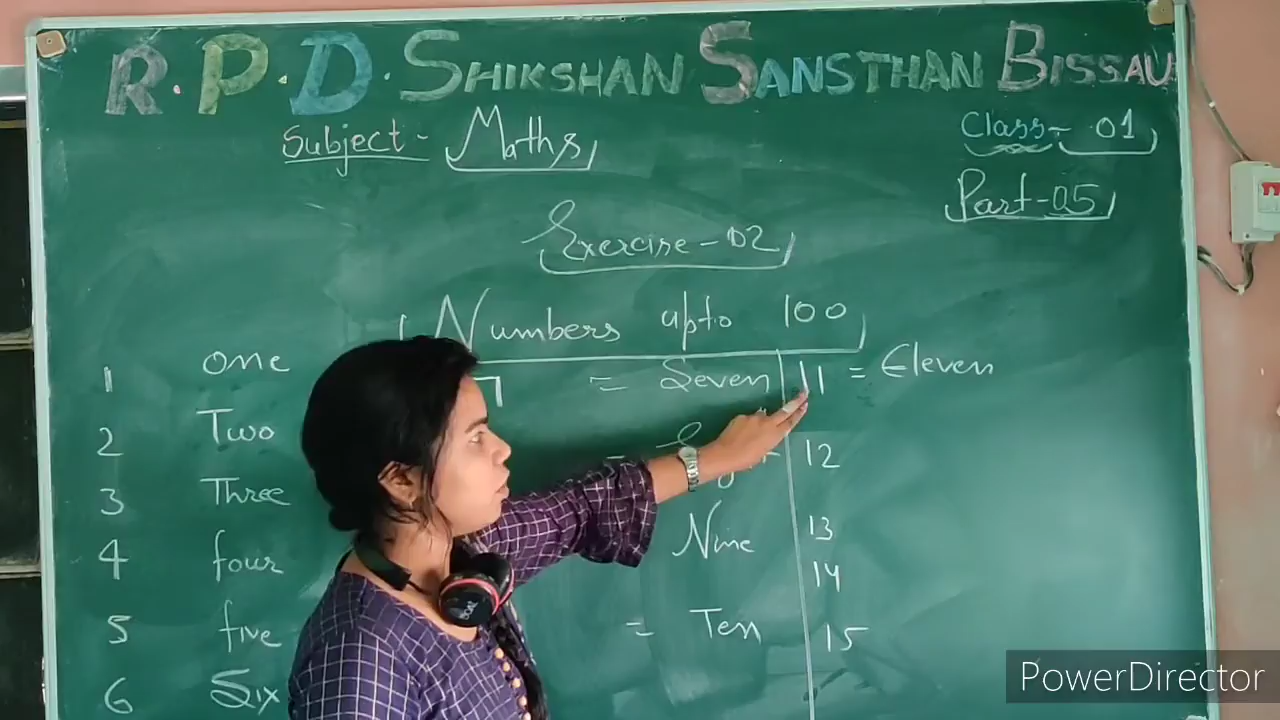 R.P.D. SHIKSHAN SANSTHAN BISSAU
Subject - Maths
Class - 01
Part - 05
Exercise - 02
Numbers upto 100
1 one
2 Two
3 Three
4 four
5 five
6 Six
7 = Seven
=
Nine
= Ten
11 = Eleven
12
13
14
15
PowerDirector